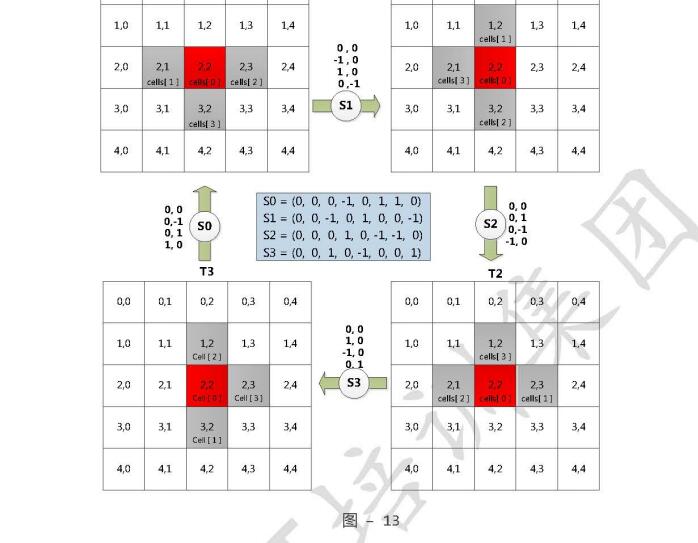 1,0 1,1 1,2 1,3 1,4
2,0 2,1 2,2 2,3 2,4
cells[ 1 ] cells[ 0 ] cells[ 2 ]
3,0 3,1 3,2 3,3 3,4
cells[ 3 ]
4,0 4,1 4,2 4,3 4,4
0 , 0
-1 , 0
1 , 0
0 ,-1
S1
1,0 1,1 1,2 1,3 1,4
cells[ 1 ]
2,0 2,1 2,2 2,3 2,4
cells[ 3 ] cells[ 0 ]
3,0 3,1 3,2 3,3 3,4
cells[ 2 ]
4,0 4,1 4,2 4,3 4,4
0, 0
0,-1
0, 1
1, 0
S0
S0 = (0, 0, 0, -1, 0, 1, 1, 0)
S1 = (0, 0, -1, 0, 1, 0, 0, -1)
S2 = (0, 0, 0, 1, 0, -1, -1, 0)
S3 = (0, 0, 1, 0, -1, 0, 0, 1)
S2
0, 0
0, 1
0,-1
-1, 0
T3
0,0 0,1 0,2 0,3 0,4
1,0 1,1 1,2 1,3 1,4
Cell [ 2 ]
2,0 2,1 2,2 2,3 2,4
Cell [ 0 ] Cell [ 3 ]
3,0 3,1 3,2 3,3 3,4
Cell [ 1 ]
4,0 4,1 4,2 4,3 4,4
0, 0
1, 0
-1, 0
0, 1
S3
T2
0,0 0,1 0,2 0,3 0,4
1,0 1,1 1,2 1,3 1,4
cells[ 3 ]
2,0 2,1 2,2 2,3 2,4
cells[ 2 ] cells[ 0 ] cells[ 1 ]
3,0 3,1 3,2 3,3 3,4
4,0 4,1 4,2 4,3 4,4
图 - 13
培训集团